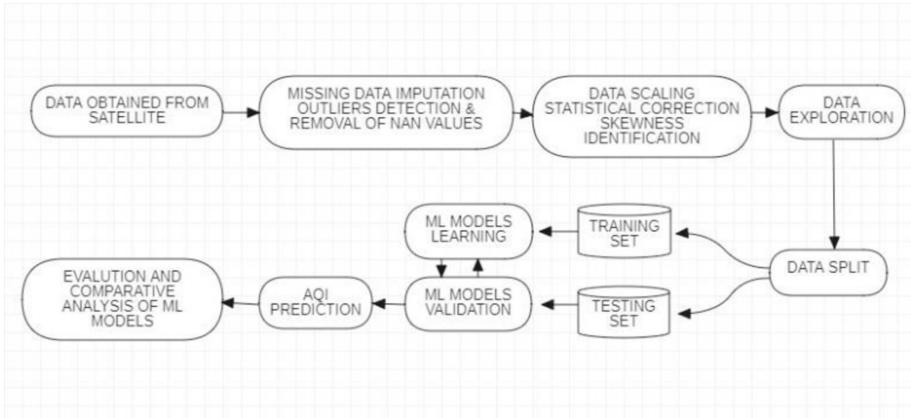 DATA OBTAINED FROM
SATELLITE
MISSING DATA IMPUTATION
OUTLIERS DETECTION &
REMOVAL OF NAN VALUES
DATA SCALING
STATISTICAL CORRECTION
SKEWNESS
IDENTIFICATION
DATA
EXPLORATION
DATA SPLIT
TRAINING
SET
TESTING
SET
ML MODELS
LEARNING
ML MODELS
VALIDATION
AQI
PREDICTION
EVALUTION AND
COMPARATIVE
ANALYSIS OF ML
MODELS